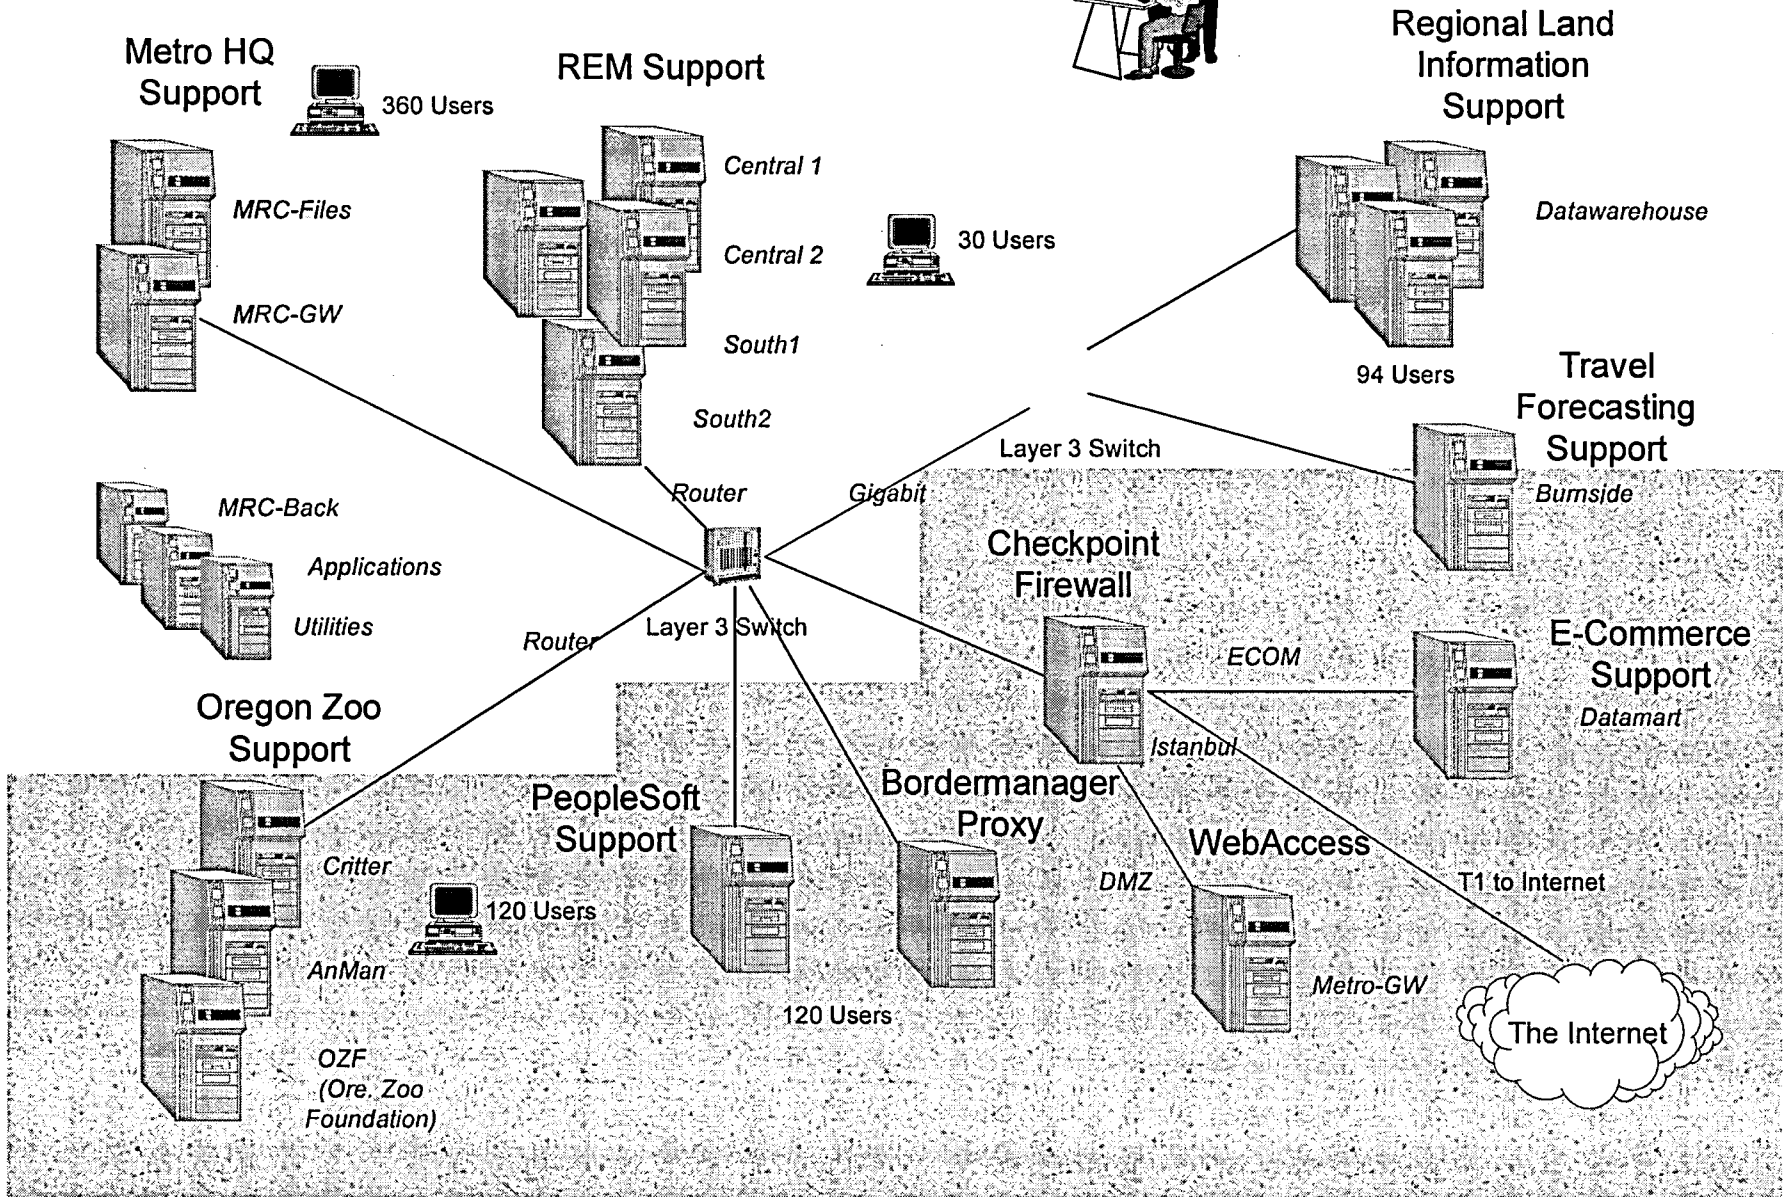 Regional Land
Information
Support
Metro HQ
Support
360 Users
REM Support
Central 1
MRC-Files
Datawarehouse
Central 2
30 Users
MRC-GW
South1
94 Users
Travel
Forecasting
Support
South2
Layer 3 Switch
Router
Gigabit
Burnside
MRC-Back
Checkpoint
Firewall
Applications
Utilities
Router
Layer 3 Switch
ECOM
E-Commerce
Support
Datamart
Oregon Zoo
Support
Istanbul
PeopleSoft
Support
Bordermanager
Proxy
WebAccess
Critter
DMZ
T1 to Internet
120 Users
AnMan
Metro-GW
120 Users
The Internet
OZF
(Ore. Zoo
Foundation)